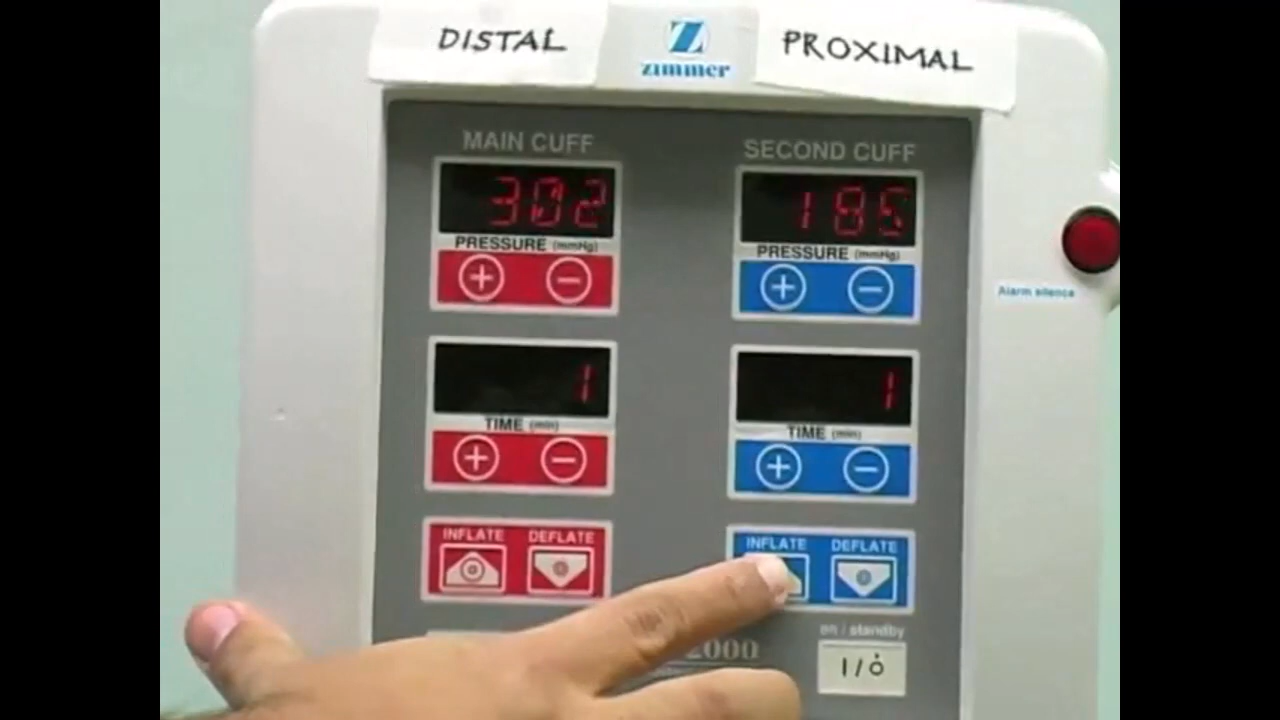 DISTAL
Z
zimmer
PROXIMAL
MAIN CUFF
SECOND CUFF
302
PRESSURE (mmHg)
+ −
PRESSURE (mmHg)
+ −
Alarm silence
1
TIME (min)
+ −
1
TIME (min)
+ −
INFLATE DEFLATE
INFLATE DEFLATE
2000
on / standby
I/O